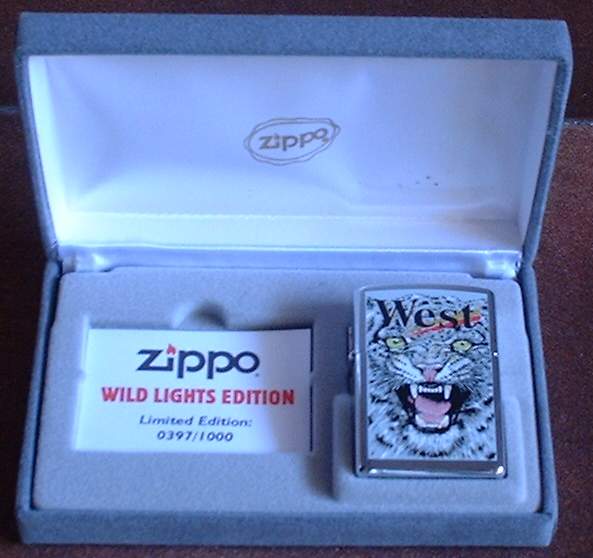 Zippo
West
Zippo
WILD LIGHTS EDITION
Limited Edition:
0397/1000